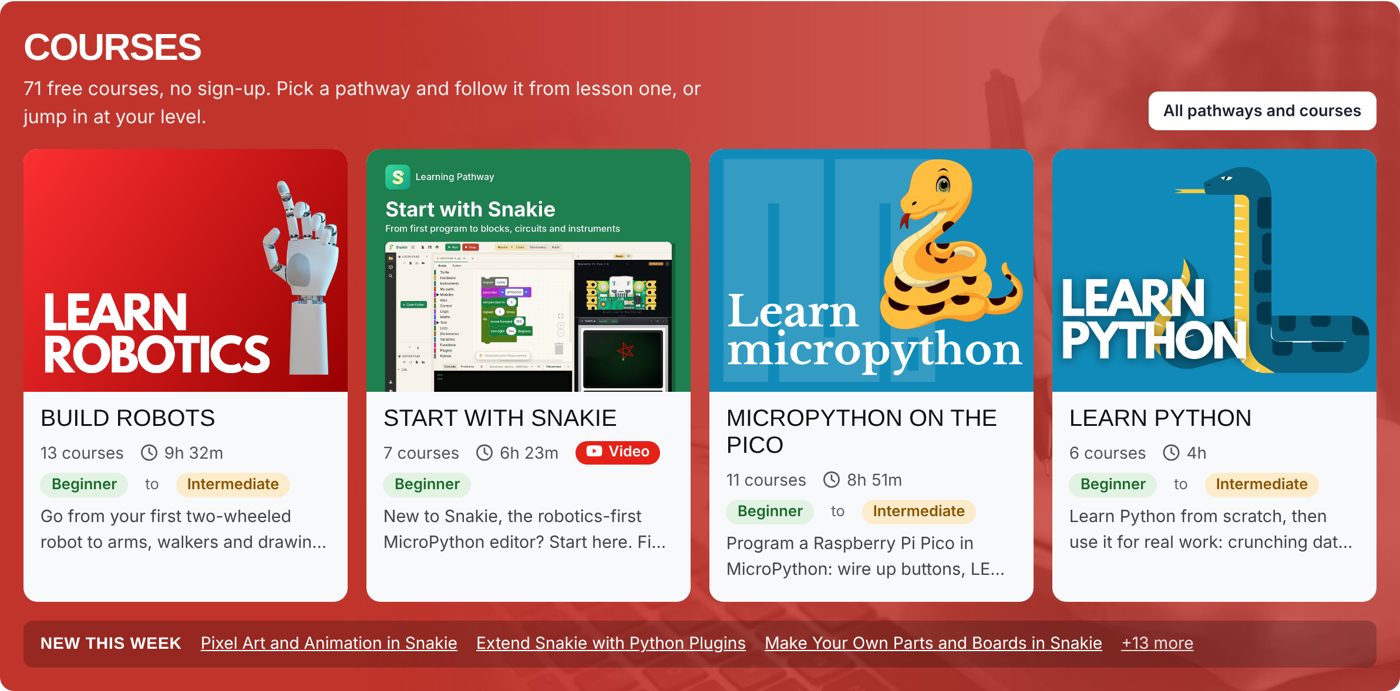 COURSES
71 free courses, no sign-up. Pick a pathway and follow it from lesson one, or
jump in at your level.
All pathways and courses
LEARN
ROBOTICS
BUILD ROBOTS
13 courses 9h 32m
Beginner to Intermediate
Go from your first two-wheeled
robot to arms, walkers and drawin...
S Learning Pathway
Start with Snakie
From first program to blocks, circuits and instruments
START WITH SNAKIE
7 courses 6h 23m Video
Beginner
New to Snakie, the robotics-first
MicroPython editor? Start here. Fi...
Learn
micropython
MICROPYTHON ON THE
PICO
11 courses 8h 51m
Beginner to Intermediate
Program a Raspberry Pi Pico in
MicroPython: wire up buttons, LE...
LEARN
PYTHON
LEARN PYTHON
6 courses 4h
Beginner to Intermediate
Learn Python from scratch, then
use it for real work: crunching dat...
NEW THIS WEEK Pixel Art and Animation in Snakie Extend Snakie with Python Plugins Make Your Own Parts and Boards in Snakie +13 more